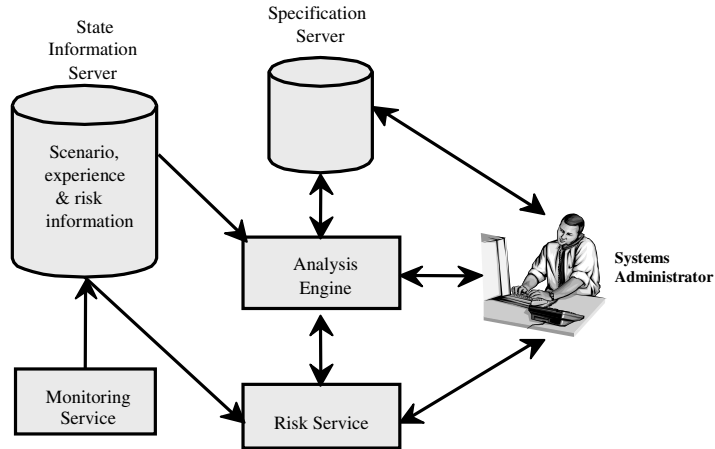 State
Information
Server
Specification
Server
Scenario,
experience
& risk
information
Analysis
Engine
Systems
Administrator
Monitoring
Service
Risk Service